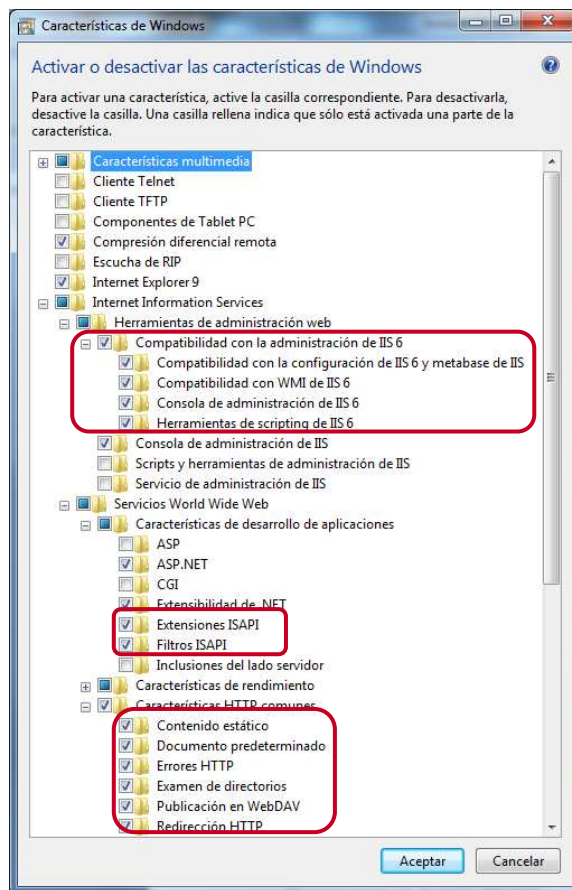 Características de Windows
Activar o desactivar las características de Windows
Para activar una característica, active la casilla correspondiente. Para desactivarla,
desactive la casilla. Una casilla rellena indica que sólo está activada una parte de la
característica.
Características multimedia
Cliente Telnet
Cliente TFTP
Componentes de Tablet PC
Compresión diferencial remota
Escucha de RIP
Internet Explorer 9
Internet Information Services
Herramientas de administración web
Compatibilidad con la administración de IIS 6
Compatibilidad con la configuración de IIS 6 y metabase de IIS
Compatibilidad con WMI de IIS 6
Consola de administración de IIS 6
Herramientas de scripting de IIS 6
Consola de administración de IIS
Scripts y herramientas de administración de IIS
Servicio de administración de IIS
Servicios World Wide Web
Características de desarrollo de aplicaciones
ASP
ASP.NET
CGI
Extensibilidad de .NET
Extensiones ISAPI
Filtros ISAPI
Inclusiones del lado servidor
Características de rendimiento
Características HTTP comunes
Contenido estático
Documento predeterminado
Errores HTTP
Examen de directorios
Publicación en WebDAV
Redirección HTTP
Aceptar
Cancelar